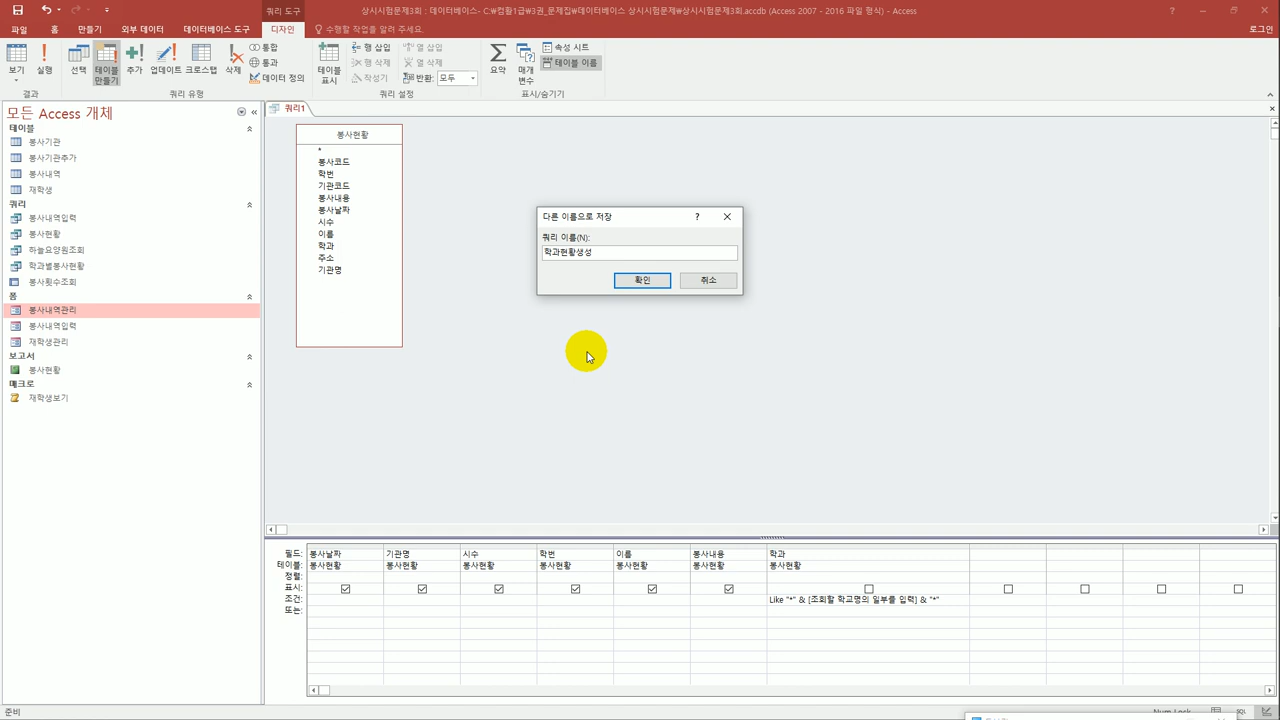 쿼리 도구
상시시험문제3회 : 데이터베이스- C:₩컴활1급₩3권_문제집₩데이터베이스 상시시험문제₩상시시험문제3회.accdb (Access 2007 - 2016 파일 형식) - Access
파일 홈 만들기 외부 데이터 데이터베이스 도구 디자인 수행할 작업을 알려 주세요. 로그인
보기 실행 선택 테이블 만들기 추가 업데이트 크로스탭 삭제
통합
통과
데이터 정의
테이블 표시
행 삽입
행 삭제
작성기
열 삽입
열 삭제
반환: 모두
요약 매개 변수
속성 시트
테이블 이름
결과 쿼리 유형 쿼리 설정 표시/숨기기
모든 Access 개체
테이블
봉사기관
봉사기관추가
봉사내역
재학생
쿼리
봉사내역입력
봉사현황
하늘요양원조회
학과별봉사현황
봉사횟수조회
폼
봉사내역관리
봉사내역입력
재학생관리
보고서
봉사현황
매크로
재학생보기
쿼리1
봉사현황
*
봉사코드
학번
기관코드
봉사내용
봉사날짜
시수
이름
학과
주소
기관명
다른 이름으로 저장 ?
쿼리 이름(N):
학과현황생성
확인 취소
필드: 봉사날짜 기관명 시수 학번 이름 봉사내용 학과
테이블: 봉사현황 봉사현황 봉사현황 봉사현황 봉사현황 봉사현황 봉사현황
정렬:
표시:
조건: Like "*" & [조회할 학교명의 일부를 입력] & "*"
또는:
준비 Num Lock SQL